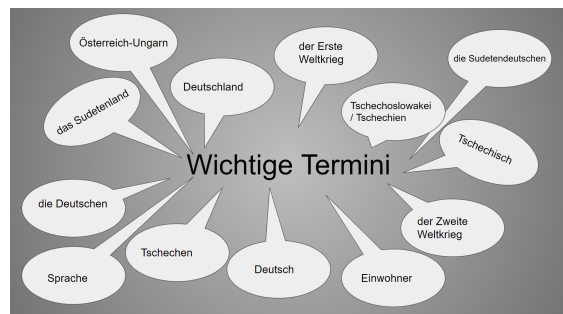 Österreich-Ungarn
der Erste
Weltkrieg
die Sudetendeutschen
Deutschland
das Sudetenland
Tschechoslowakei
/ Tschechien
Tschechisch
Wichtige Termini
die Deutschen
der Zweite
Weltkrieg
Tschechen
Deutsch
Sprache
Einwohner